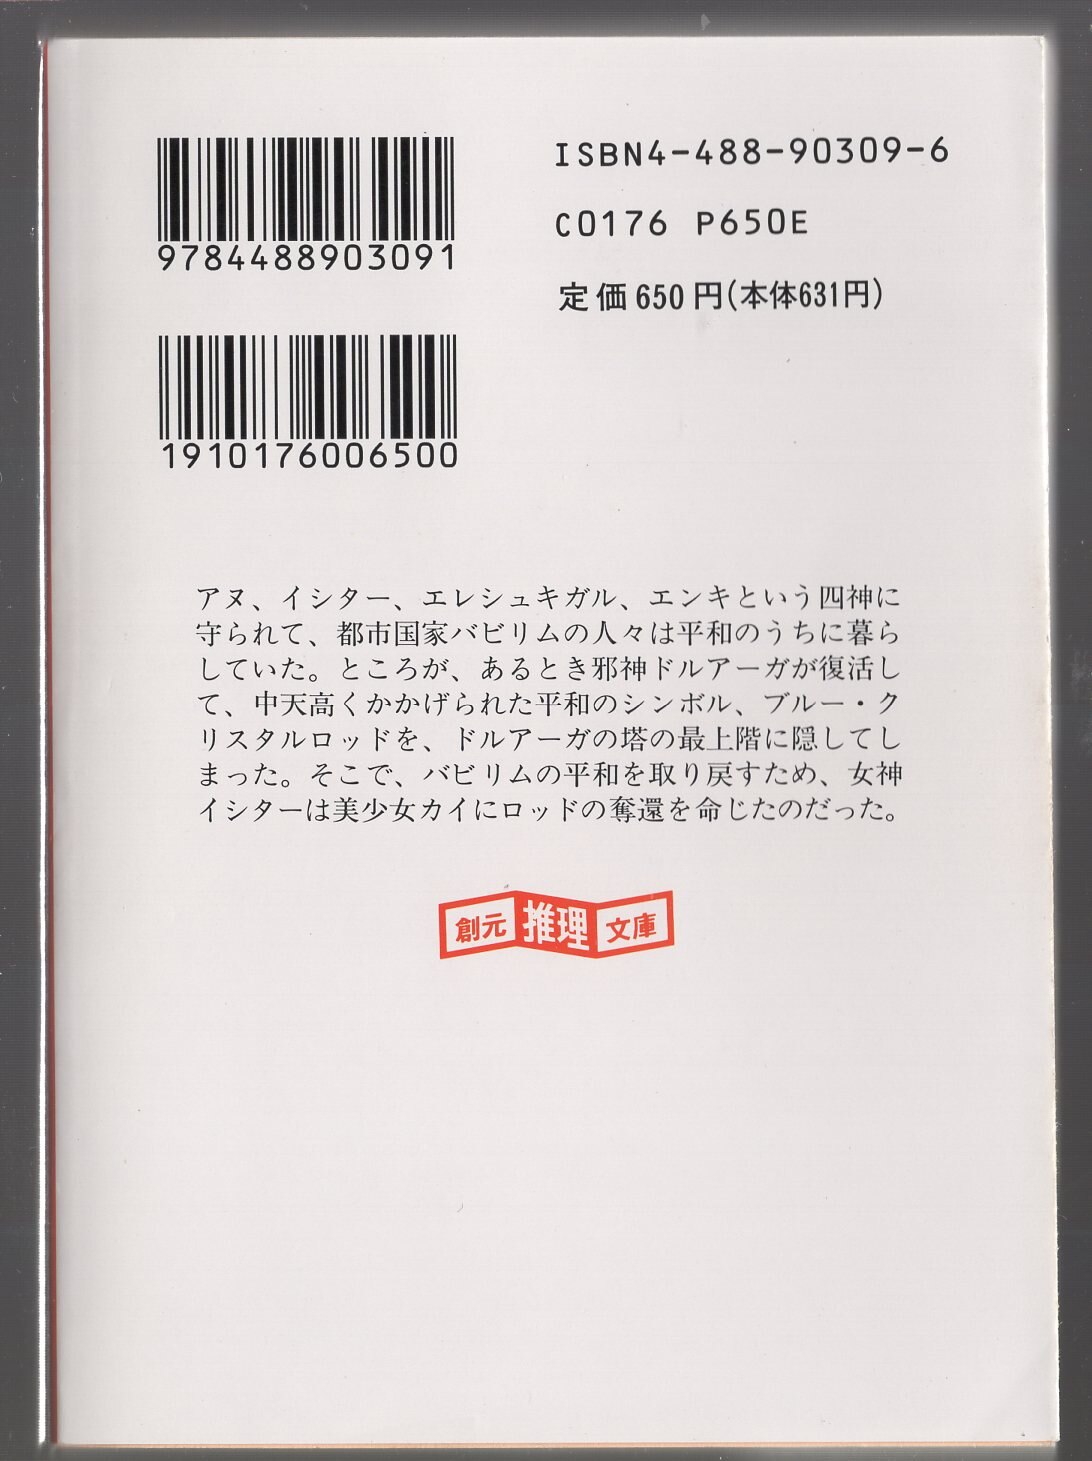 9784488903091
ISBN4-488-90309-6
C0176 P650E
定価650円(本体631円)
1910176006500
アヌ、イシター、エレシュキガル、エンキという四神に
守られて、都市国家バビリムの人々は平和のうちに暮ら
していた。ところが、あるとき邪神ドルアーガが復活し
て、中天高くかかげられた平和のシンボル、ブルー・ク
リスタルロッドを、ドルアーガの塔の最上階に隠してし
まった。そこで、バビリムの平和を取り戻すため、女神
イシターは美少女カイにロッドの奪還を命じたのだった。
創元推理文庫